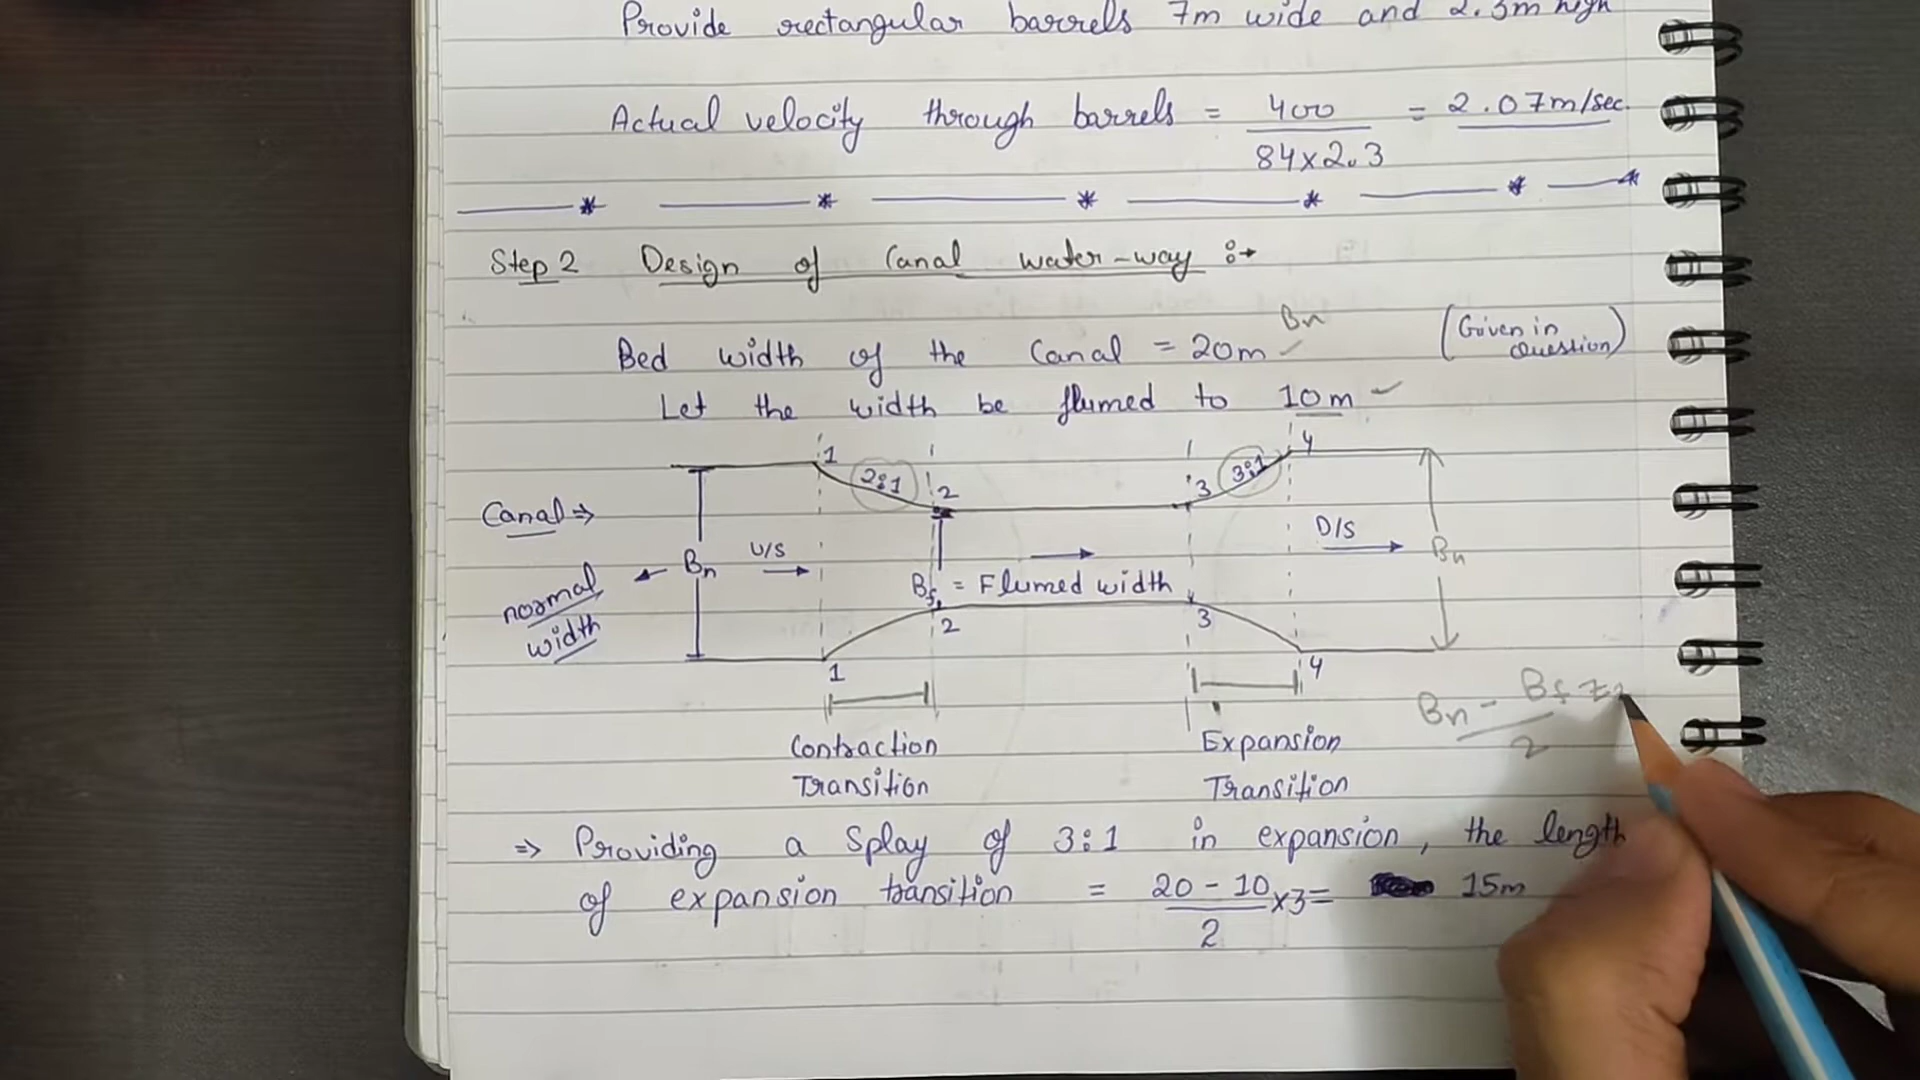 Provide rectangular barrels 7m wide and 2.3m high
Actual velocity through barrels = 400 / 84×2.3 = 2.07m/sec.
Step 2 Design of Canal water-way :→
Bn
Bed width of the Canal = 20m ✓ (Given in question)
Let the width be flumed to 10m ✓
1 2:1 2 3 3:1 4
Canal ⇒
U/S
D/S
Bn
Bn
normal width
Bf = Flumed width
1 2 3 4
Bn - Bf / 2
Contraction Transition
Expansion Transition
⇒ Providing a Splay of 3:1 in expansion, the length
of expansion transition = 20 - 10 / 2 ×3 = 15m